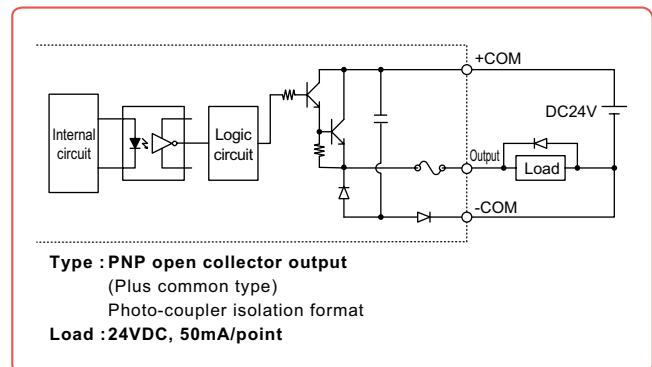 +COM
DC24V
Internal
circuit
Logic
circuit
Output
Load
-COM
Type : PNP open collector output
(Plus common type)
Photo-coupler isolation format
Load : 24VDC, 50mA/point